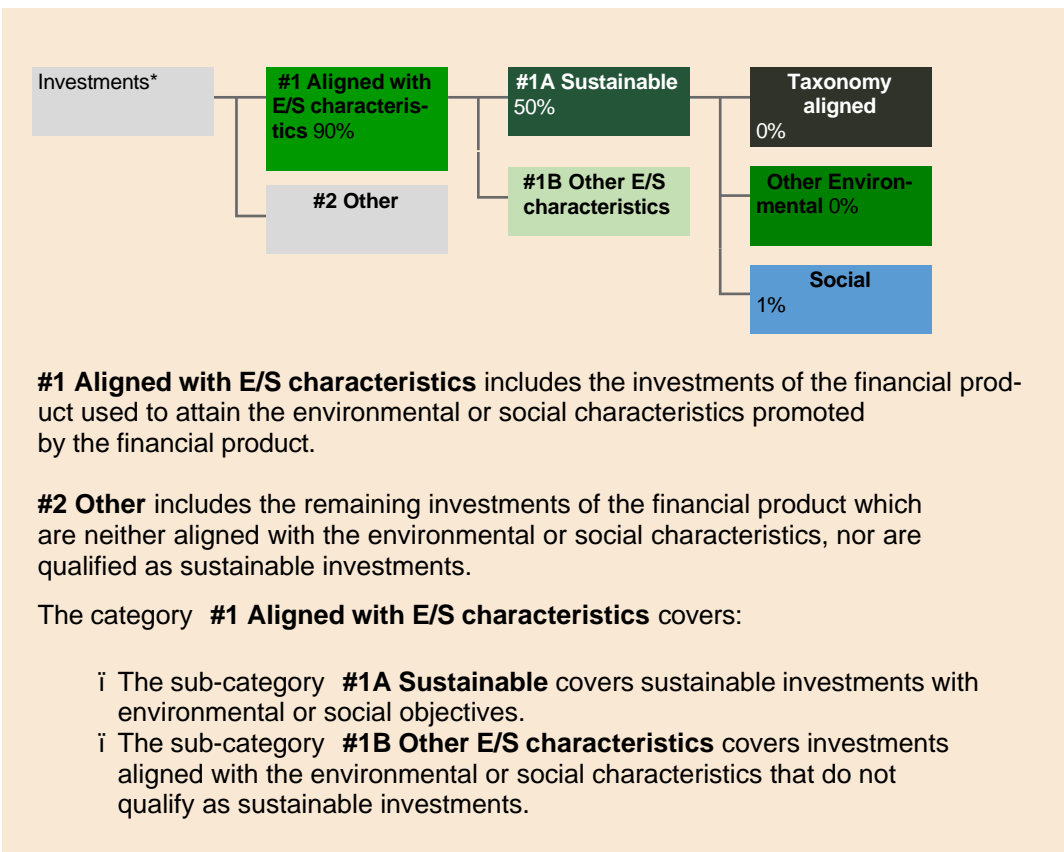 Investments*
#1 Aligned with
E/S characteris-
tics 90%
#2 Other
#1A Sustainable
50%
#1B Other E/S
characteristics
Taxonomy
aligned
0%
Other Environ-
mental 0%
Social
1%
#1 Aligned with E/S characteristics includes the investments of the financial prod-
uct used to attain the environmental or social characteristics promoted
by the financial product.
#2 Other includes the remaining investments of the financial product which
are neither aligned with the environmental or social characteristics, nor are
qualified as sustainable investments.
The category #1 Aligned with E/S characteristics covers:
ï The sub-category #1A Sustainable covers sustainable investments with
environmental or social objectives.
ï The sub-category #1B Other E/S characteristics covers investments
aligned with the environmental or social characteristics that do not
qualify as sustainable investments.